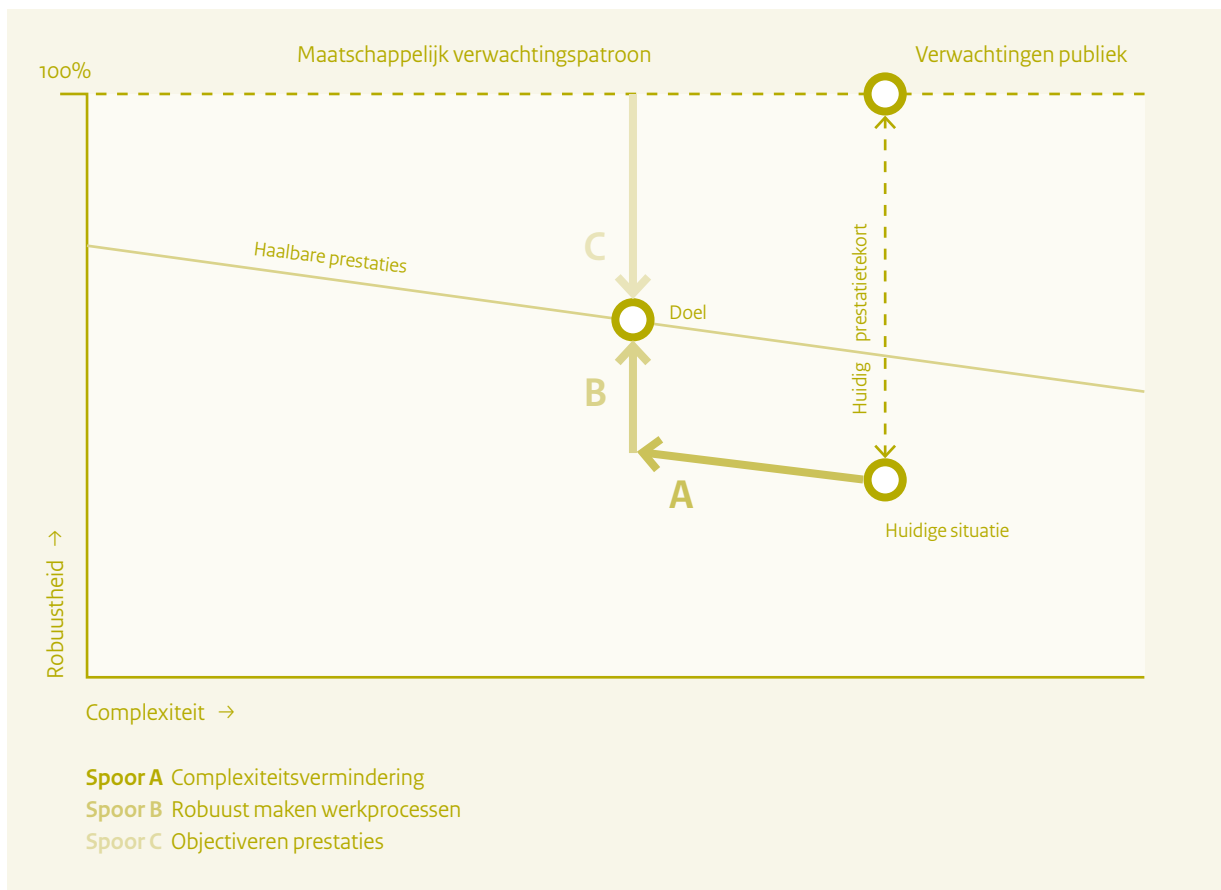 Maatschappelijk verwachtingspatroon
Verwachtingen publiek
100%
Haalbare prestaties
C
Doel
Huidig prestatietekort
B
A
Huidige situatie
Robuustheid →
Complexiteit →
Spoor A Complexiteitsvermindering
Spoor B Robuust maken werkprocessen
Spoor C Objectiveren prestaties